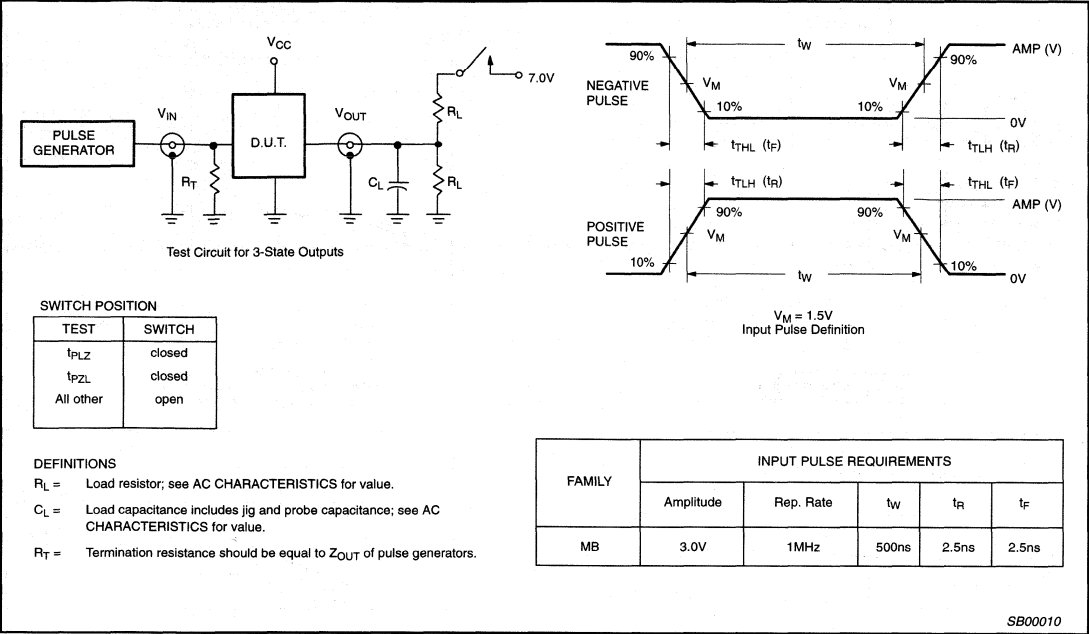 VCC
7.0V
RL
VIN
VOUT
PULSE
GENERATOR
D.U.T.
RT
CL
RL
Test Circuit for 3-State Outputs
tW
AMP (V)
90%
90%
NEGATIVE
PULSE
VM
VM
10%
10%
0V
tTHL (tF)
tTLH (tR)
tTLH (tR)
tTHL (tF)
AMP (V)
90%
90%
POSITIVE
PULSE
VM
VM
10%
10%
tW
0V
VM = 1.5V
Input Pulse Definition
SWITCH POSITION
TEST SWITCH
tPLZ closed
tPZL closed
All other open
DEFINITIONS
RL = Load resistor; see AC CHARACTERISTICS for value.
CL = Load capacitance includes jig and probe capacitance; see AC
CHARACTERISTICS for value.
RT = Termination resistance should be equal to ZOUT of pulse generators.
FAMILY INPUT PULSE REQUIREMENTS
Amplitude Rep. Rate tW tR tF
MB 3.0V 1MHz 500ns 2.5ns 2.5ns
SB00010